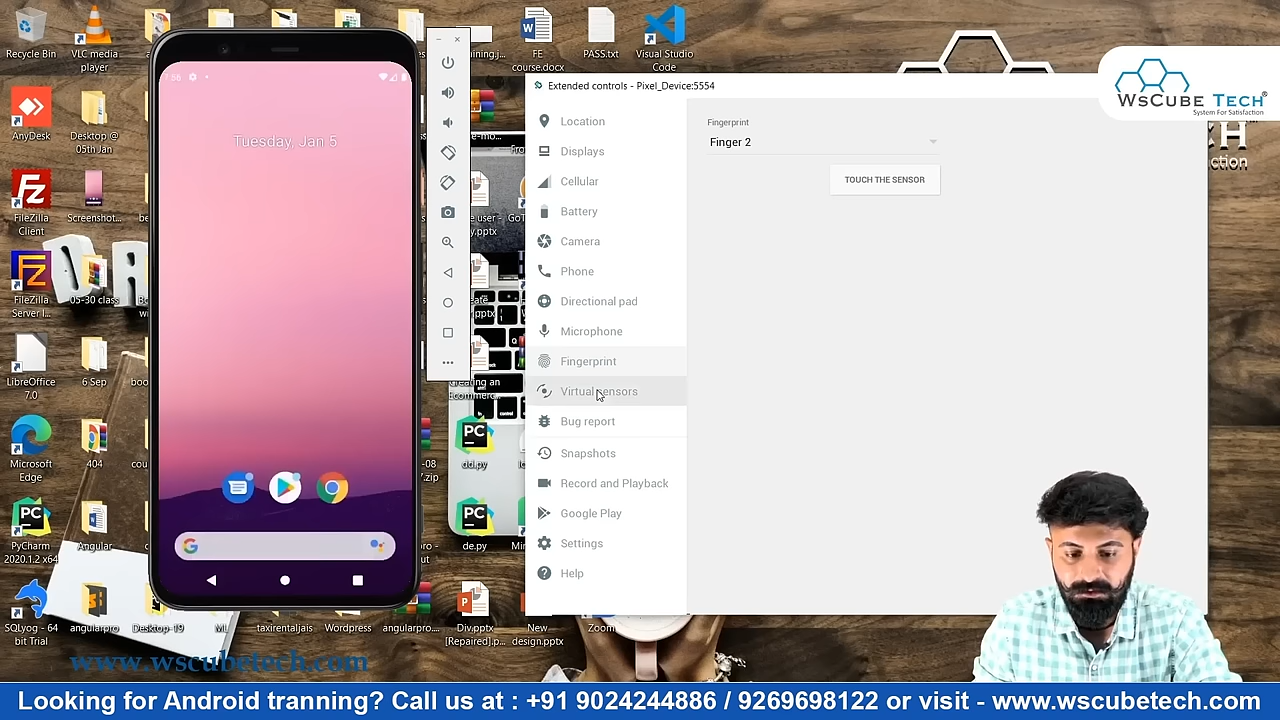 Recycle Bin
VLC media
player
FE
course.docx
PASS.txt
Visual Studio
Code
WsCube Tech®
System For Satisfaction
7:56
Tuesday, Jan 5
Extended controls - Pixel_Device:5554
Location
Displays
Cellular
Battery
Camera
Phone
Directional pad
Microphone
Fingerprint
Virtual sensors
Bug report
Snapshots
Record and Playback
Google Play
Settings
Help
Fingerprint
Finger 2
TOUCH THE SENSOR
AnyDesk
Desktop @
05th Jan
FileZilla
Client
Screenshot...
FileZilla
Server I...
05-30 class
LibreOffice
7.0
6 Sep
Microsoft
Edge
404
PyCharm
2020.1.2 x64
Angular
SQLyog - 64
bit Trial
angularpro
Desktop-19
ML
taxirentaljais
Wordpress
angularpro....
Div.pptx
[Repaired].p...
New
design.pptx
Zoom
Creating an
Ecommerc...
dd.py
de.py
www.wscubetech.com
Looking for Android tranning? Call us at : +91 9024244886 / 9269698122 or visit - www.wscubetech.com